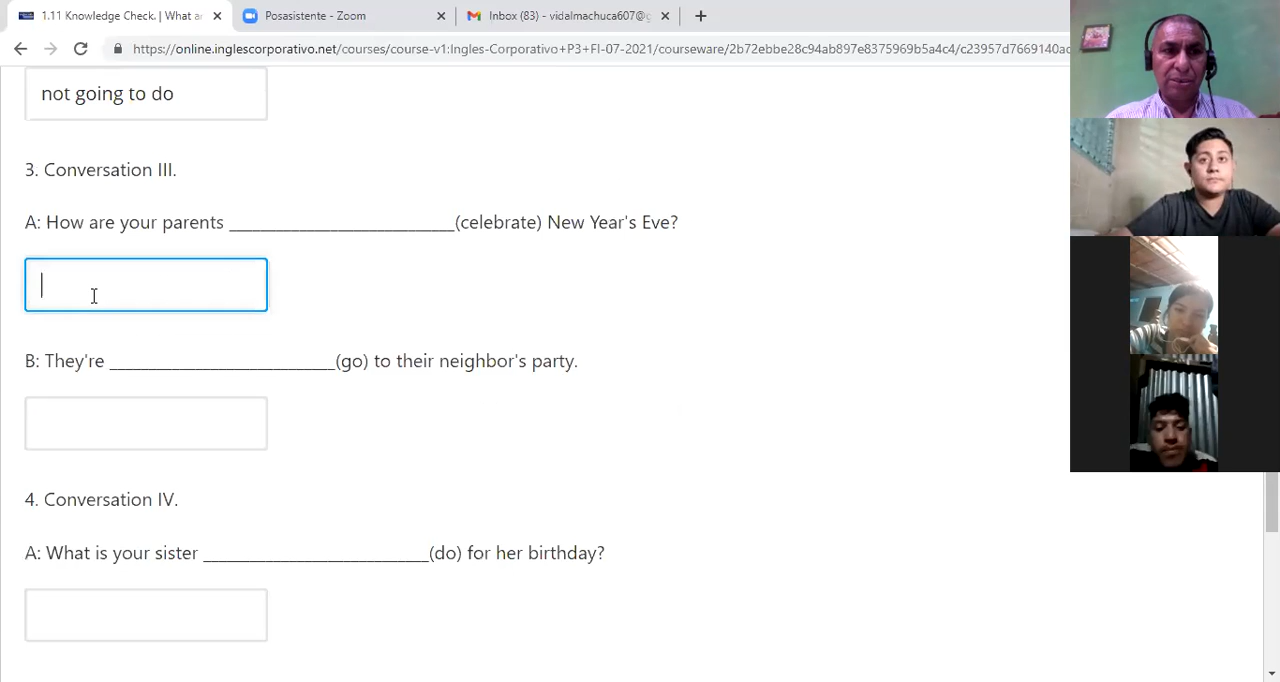 1.11 Knowledge Check. | What a
Posasistente - Zoom
Inbox (83) - vidalmachuca607@g
https://online.inglescorporativo.net/courses/course-v1:Ingles-Corporativo+P3+FI-07-2021/courseware/2b72ebbe28c94ab897e8375969b5a4c4/c23957d7669140ac
not going to do
3. Conversation III.
A: How are your parents _________________________(celebrate) New Year's Eve?
B: They're _________________________(go) to their neighbor's party.
4. Conversation IV.
A: What is your sister _________________________(do) for her birthday?